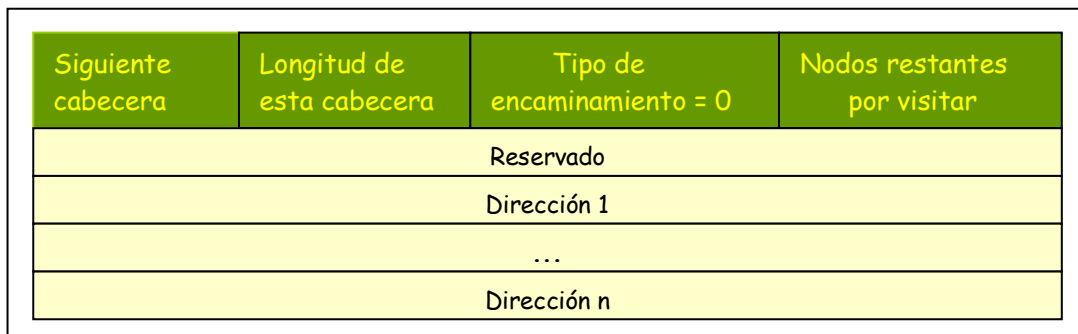 Siguiente
cabecera
Longitud de
esta cabecera
Tipo de
encaminamiento = 0
Nodos restantes
por visitar
Reservado
Dirección 1
...
Dirección n